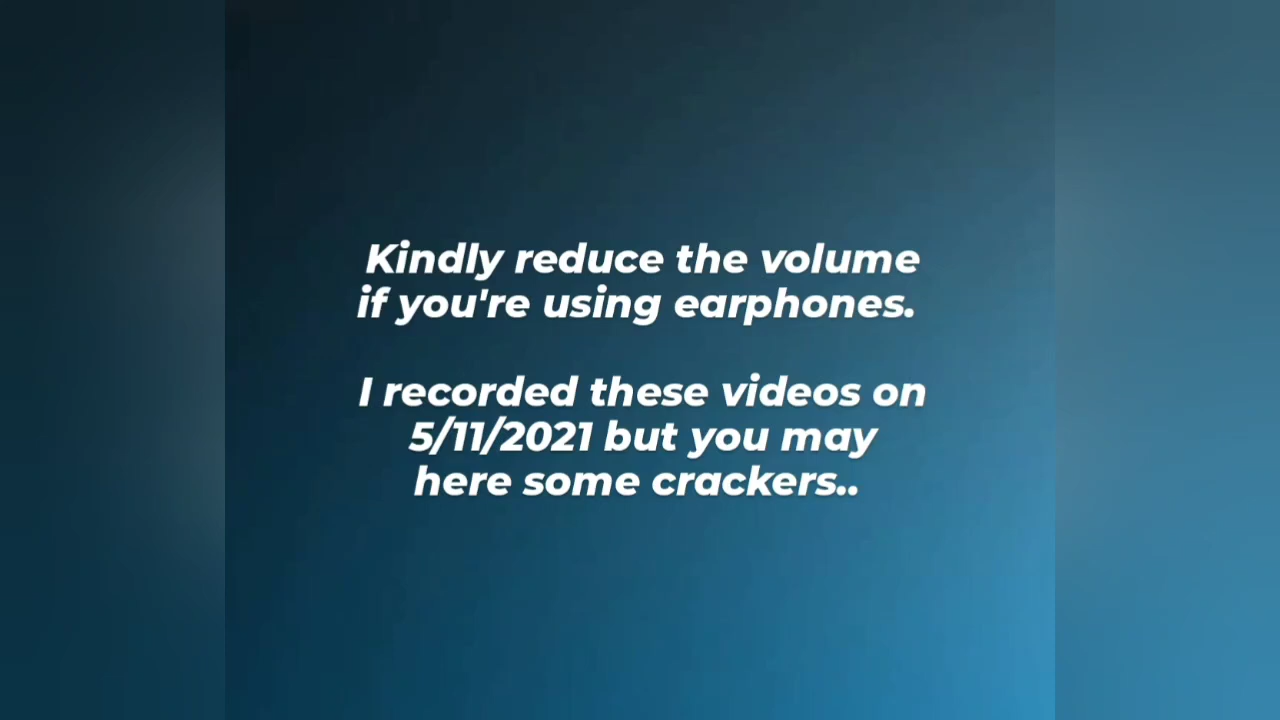 Kindly reduce the volume
if you're using earphones.
I recorded these videos on
5/11/2021 but you may
here some crackers..